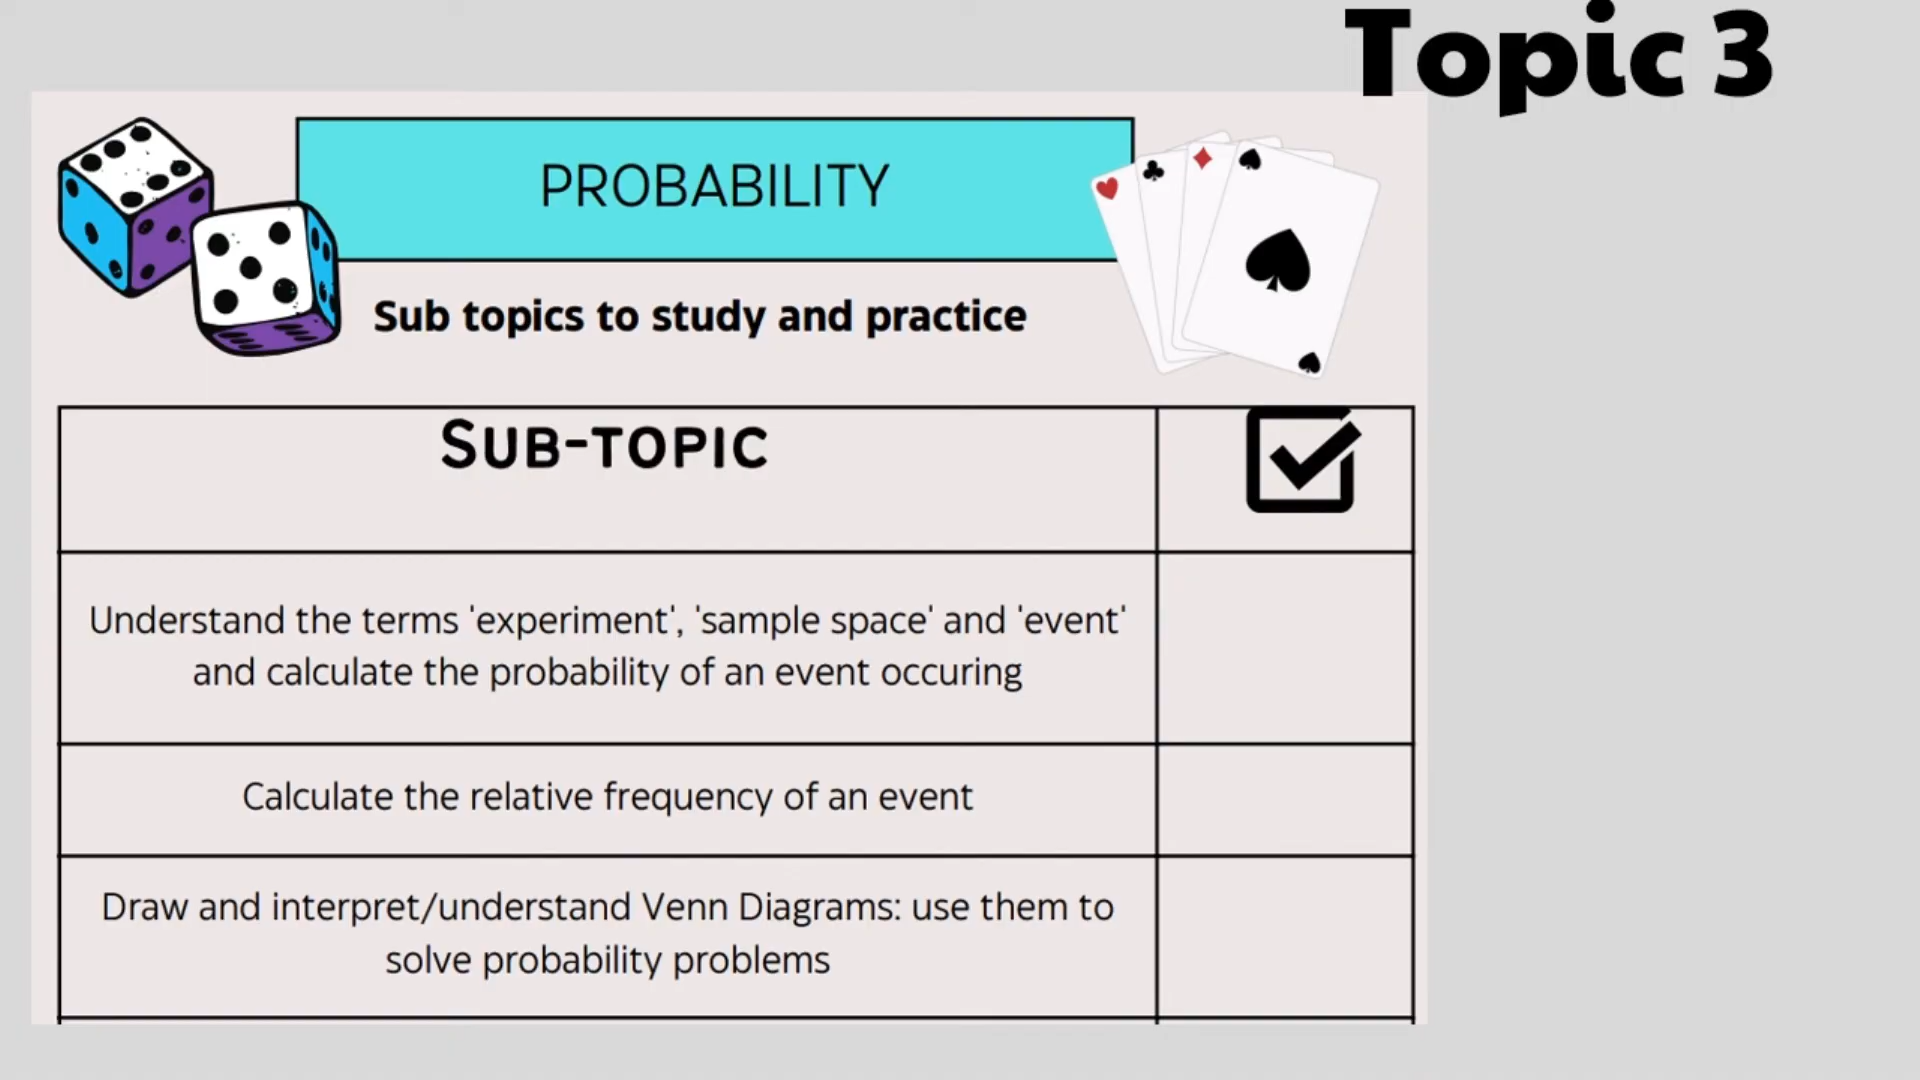 Topic 3
PROBABILITY
Sub topics to study and practice
SUB-TOPIC
Understand the terms 'experiment', 'sample space' and 'event'
and calculate the probability of an event occuring
Calculate the relative frequency of an event
Draw and interpret/understand Venn Diagrams: use them to
solve probability problems